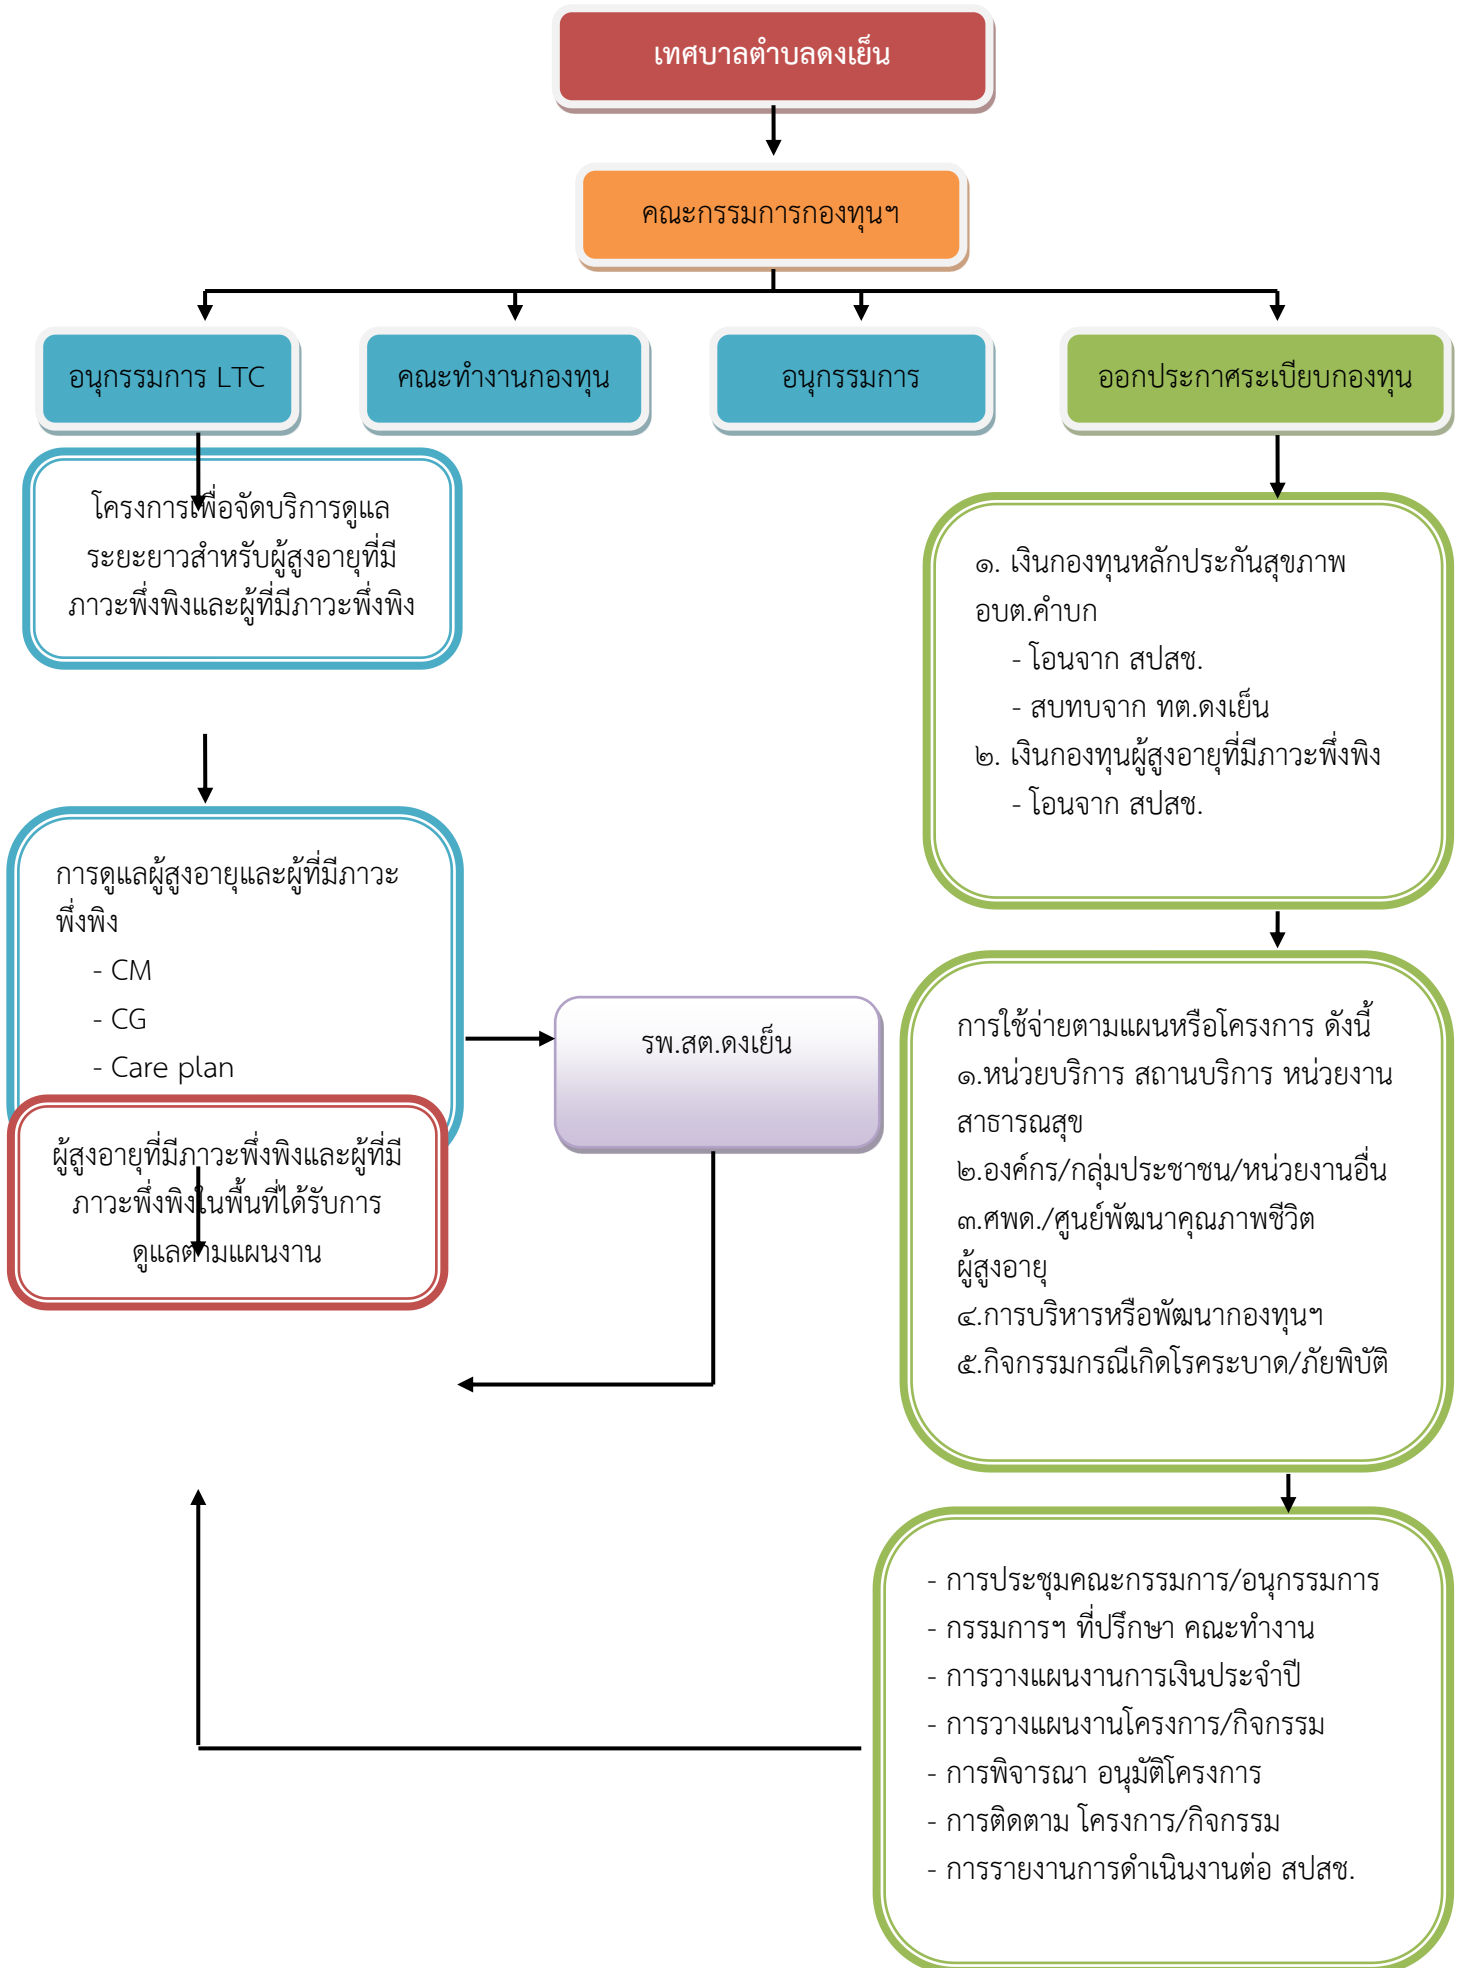 เทศบาลตำบลดงเย็น
คณะกรรมการกองทุนฯ
อนุกรรมการ LTC
คณะทำงานกองทุน
อนุกรรมการ
ออกประกาศระเบียบกองทุน
โครงการเพื่อจัดบริการดูแล
ระยะยาวสำหรับผู้สูงอายุที่มี
ภาวะพึ่งพิงและผู้ที่มีภาวะพึ่งพิง
๑. เงินกองทุนหลักประกันสุขภาพ
อบต.คำบก
- โอนจาก สปสช.
- สบทบจาก ทต.ดงเย็น
๒. เงินกองทุนผู้สูงอายุที่มีภาวะพึ่งพิง
- โอนจาก สปสช.
การดูแลผู้สูงอายุและผู้ที่มีภาวะ
พึ่งพิง
- CM
- CG
- Care plan
รพ.สต.ดงเย็น
ผู้สูงอายุที่มีภาวะพึ่งพิงและผู้ที่มี
ภาวะพึ่งพิงในพื้นที่ได้รับการ
ดูแลตามแผนงาน
การใช้จ่ายตามแผนหรือโครงการ ดังนี้
๑.หน่วยบริการ สถานบริการ หน่วยงาน
สาธารณสุข
๒.องค์กร/กลุ่มประชาชน/หน่วยงานอื่น
๓.ศพด./ศูนย์พัฒนาคุณภาพชีวิต
ผู้สูงอายุ
๔.การบริหารหรือพัฒนากองทุนฯ
๕.กิจกรรมกรณีเกิดโรคระบาด/ภัยพิบัติ
- การประชุมคณะกรรมการ/อนุกรรมการ
- กรรมการฯ ที่ปรึกษา คณะทำงาน
- การวางแผนงานการเงินประจำปี
- การวางแผนงานโครงการ/กิจกรรม
- การพิจารณา อนุมัติโครงการ
- การติดตาม โครงการ/กิจกรรม
- การรายงานการดำเนินงานต่อ สปสช.